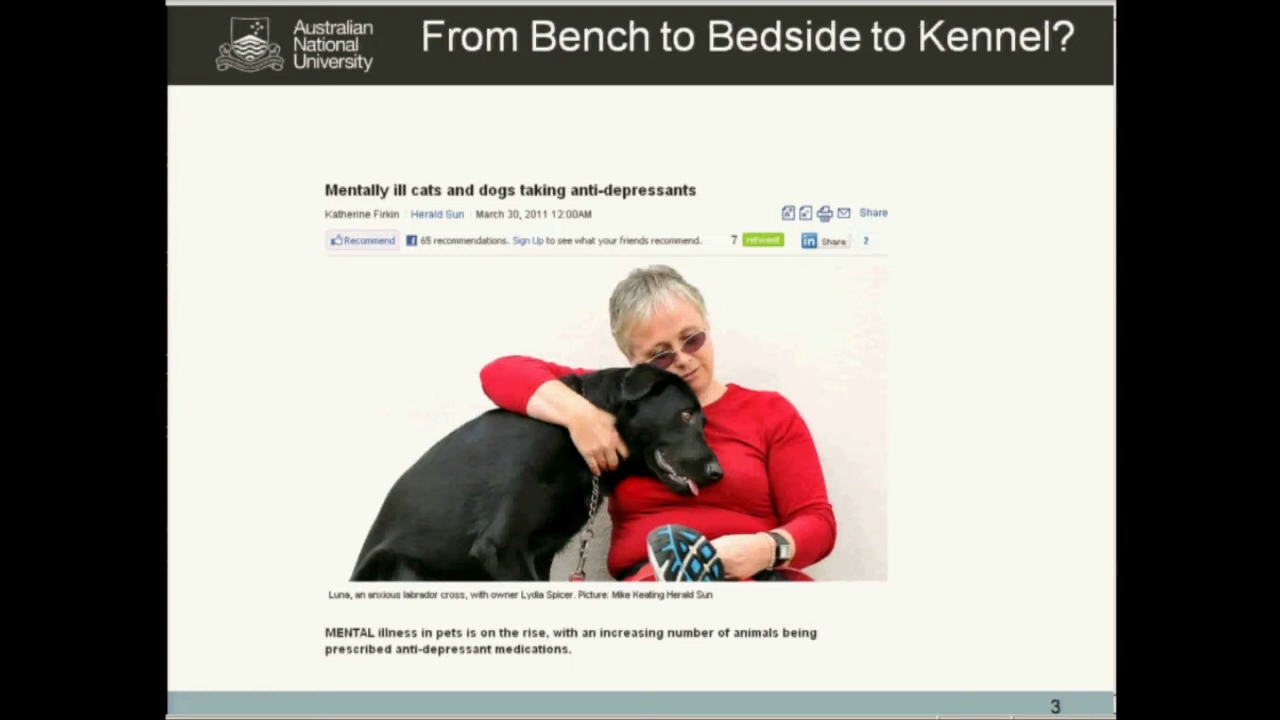 Australian
National
University
From Bench to Bedside to Kennel?
Mentally ill cats and dogs taking anti-depressants
Katherine Firkin Herald Sun March 30, 2011 12:00AM
Share
Recommend 65 recommendations. Sign Up to see what your friends recommend. 7 retweet in Share 2
Luna, an anxious labrador cross, with owner Lydia Spicer. Picture: Mike Keating Herald Sun
MENTAL illness in pets is on the rise, with an increasing number of animals being
prescribed anti-depressant medications.
3